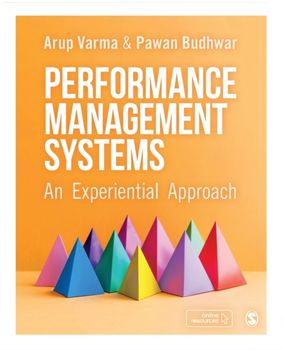 Arup Varma & Pawan Budhwar
PERFORMANCE
MANAGEMENT
SYSTEMS
An Experiential Approach
online
resources
S